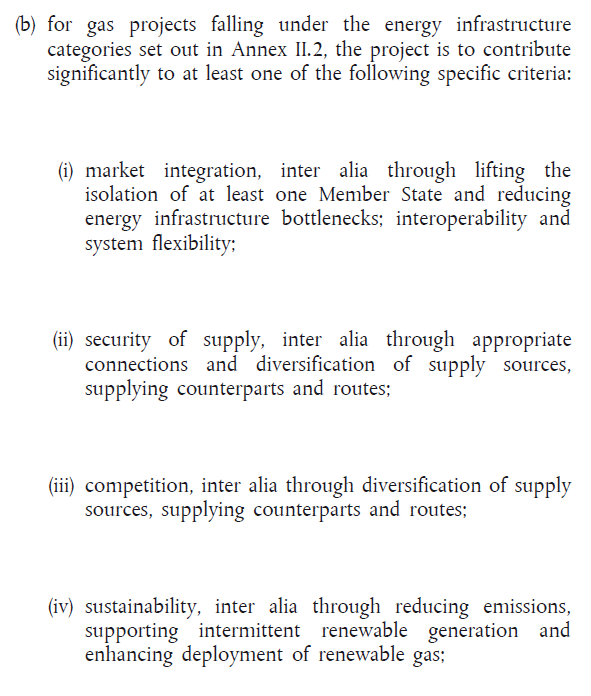 (b) for gas projects falling under the energy infrastructure
categories set out in Annex II.2, the project is to contribute
significantly to at least one of the following specific criteria:
(i) market integration, inter alia through lifting the
isolation of at least one Member State and reducing
energy infrastructure bottlenecks; interoperability and
system flexibility;
(ii) security of supply, inter alia through appropriate
connections and diversification of supply sources,
supplying counterparts and routes;
(iii) competition, inter alia through diversification of supply
sources, supplying counterparts and routes;
(iv) sustainability, inter alia through reducing emissions,
supporting intermittent renewable generation and
enhancing deployment of renewable gas;